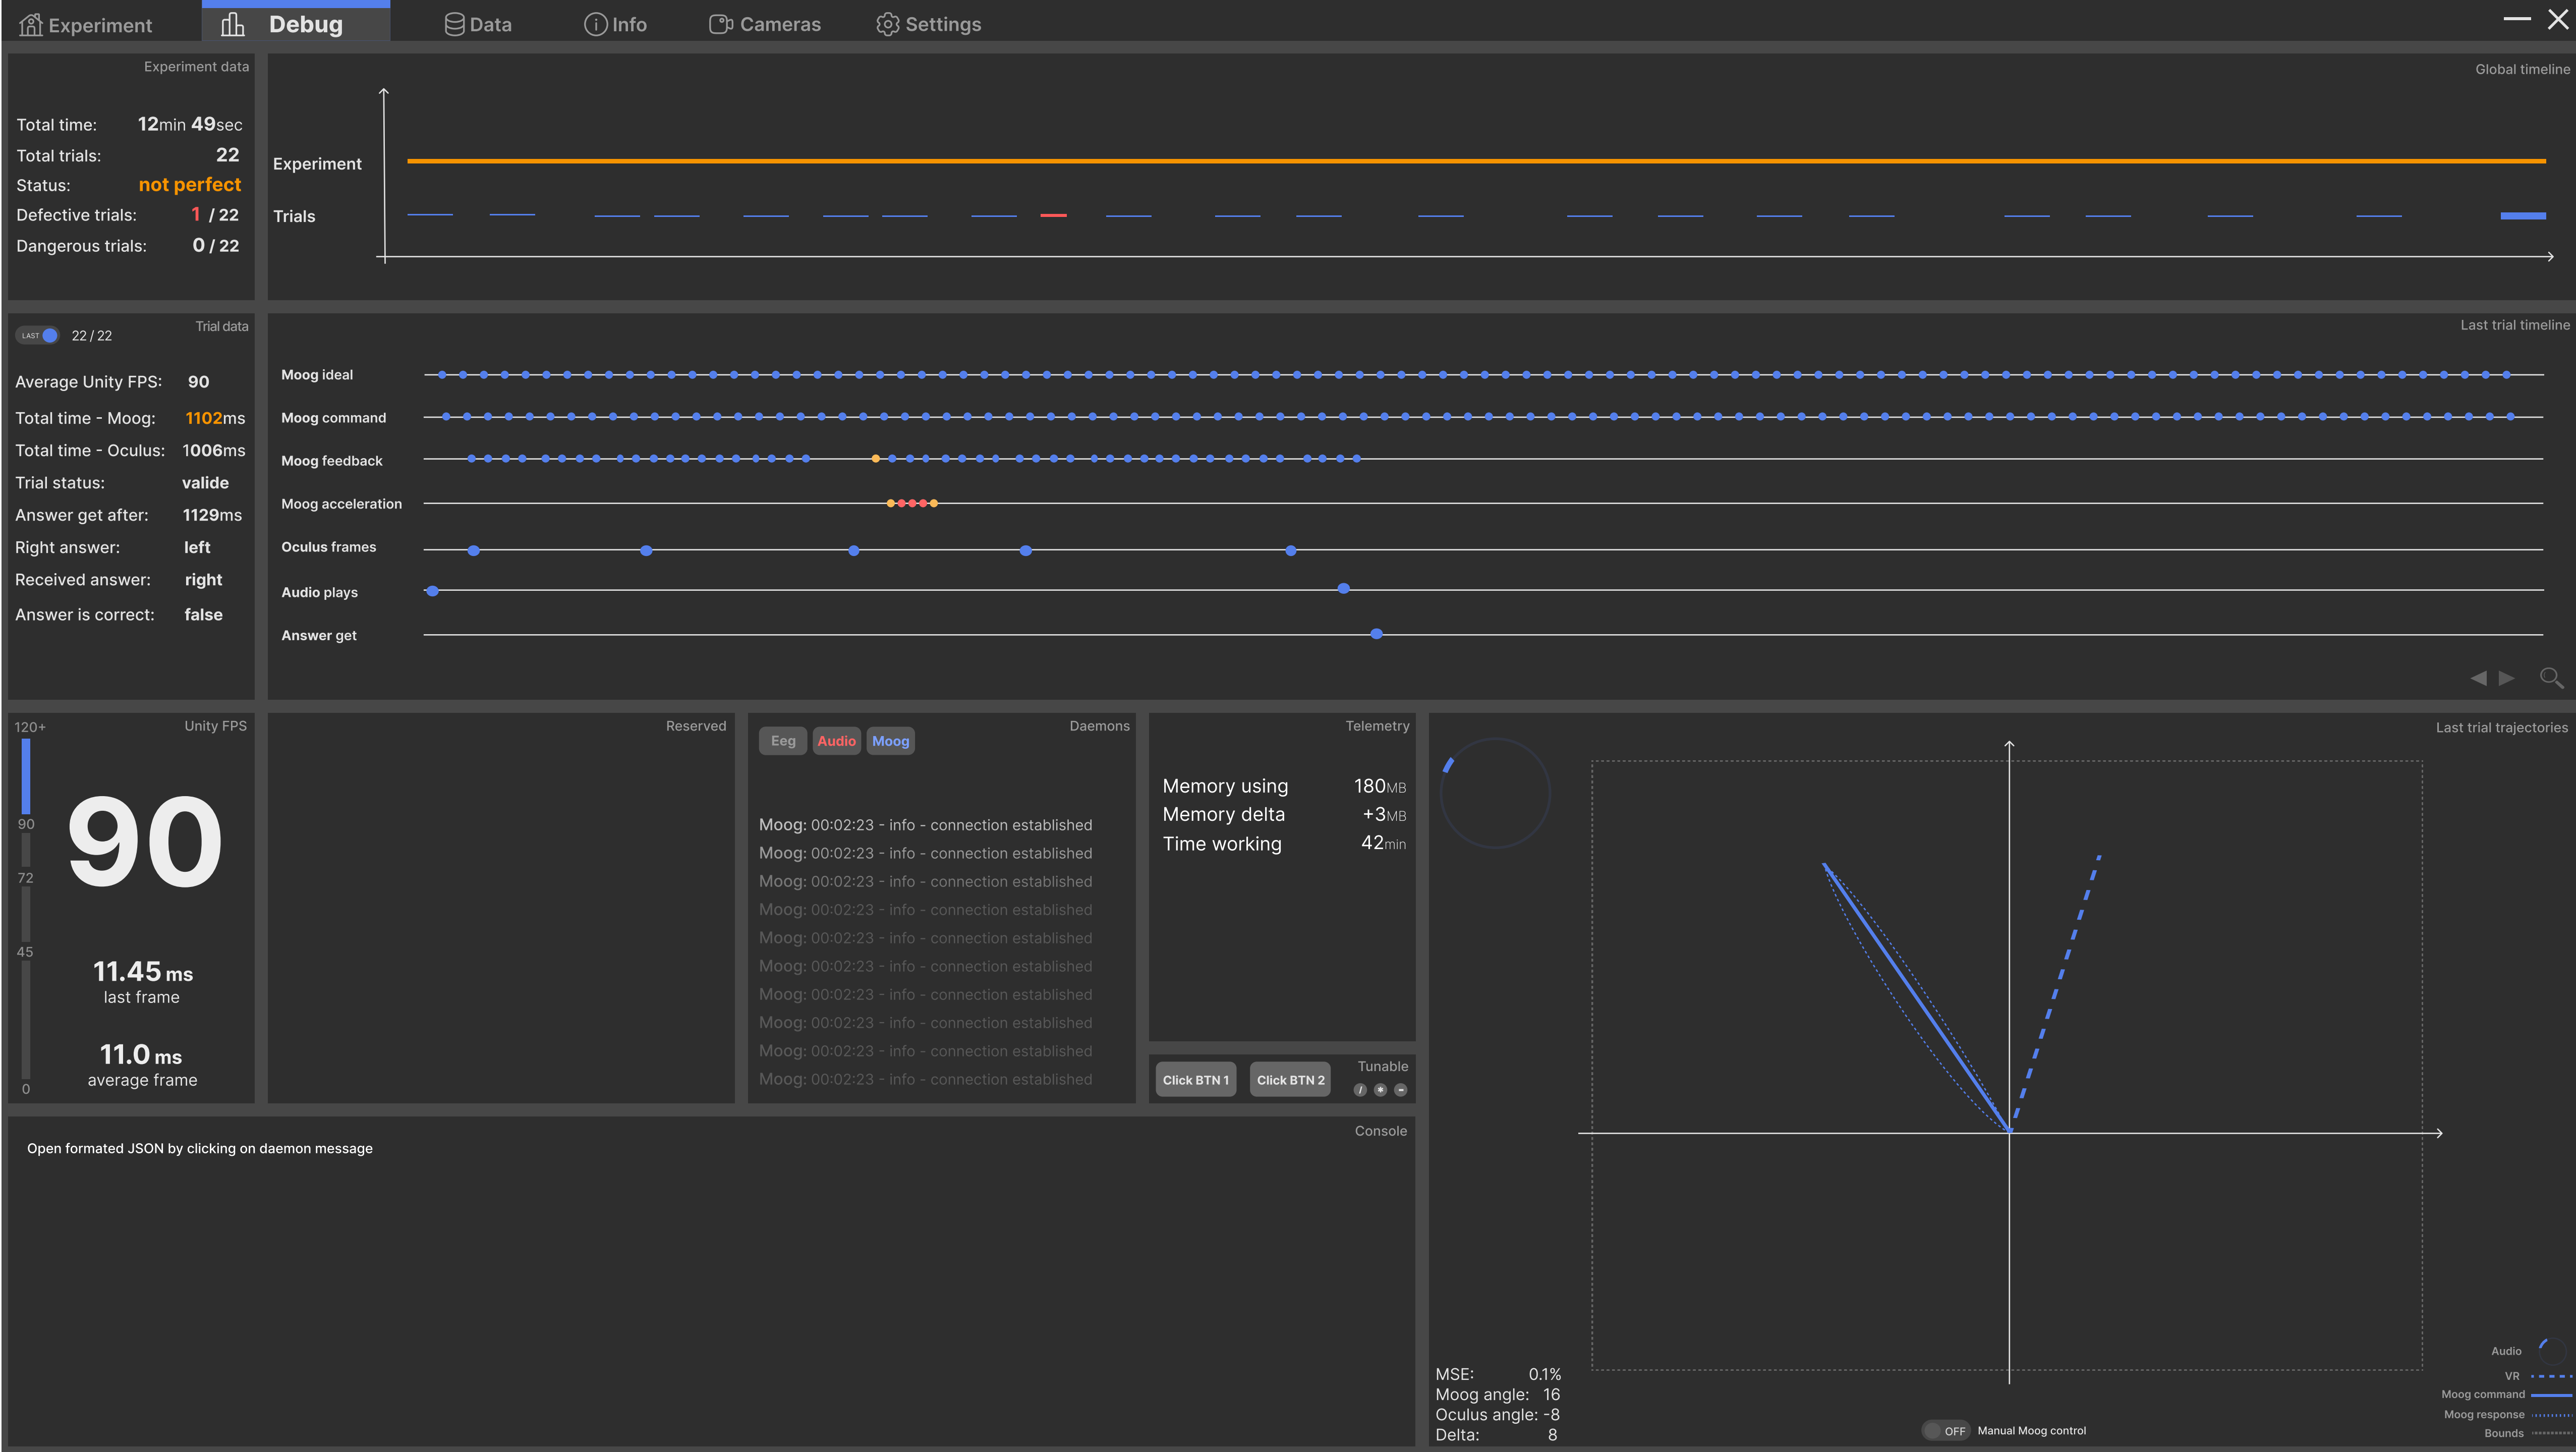 Experiment
Debug
Data
Info
Cameras
Settings
Experiment data
Total time: 12min 49sec
Total trials: 22
Status: not perfect
Defective trials: 1 / 22
Dangerous trials: 0 / 22
Global timeline
Experiment
Trials
Trial data
LAST 22 / 22
Average Unity FPS: 90
Total time - Moog: 1102ms
Total time - Oculus: 1006ms
Trial status: valide
Answer get after: 1129ms
Right answer: left
Received answer: right
Answer is correct: false
Last trial timeline
Moog ideal
Moog command
Moog feedback
Moog acceleration
Oculus frames
Audio plays
Answer get
Unity FPS
120+
90
72
45
0
90
11.45 ms
last frame
11.0 ms
average frame
Reserved
Daemons
Eeg Audio Moog
Moog: 00:02:23 - info - connection established
Moog: 00:02:23 - info - connection established
Moog: 00:02:23 - info - connection established
Moog: 00:02:23 - info - connection established
Moog: 00:02:23 - info - connection established
Moog: 00:02:23 - info - connection established
Moog: 00:02:23 - info - connection established
Moog: 00:02:23 - info - connection established
Moog: 00:02:23 - info - connection established
Moog: 00:02:23 - info - connection established
Telemetry
Memory using 180MB
Memory delta +3MB
Time working 42min
Tunable
Click BTN 1 Click BTN 2
/ * -
Console
Open formated JSON by clicking on daemon message
Last trial trajectories
MSE: 0.1%
Moog angle: 16
Oculus angle: -8
Delta: 8
OFF Manual Moog control
Audio
VR
Moog command
Moog response
Bounds